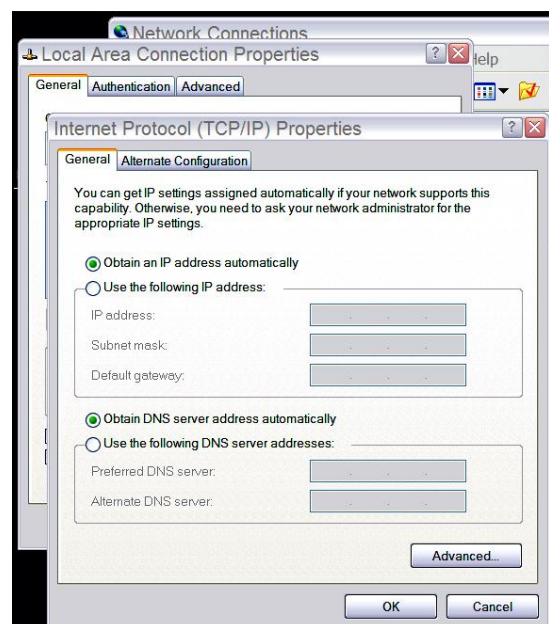 Network Connections
Local Area Connection Properties
Help
General Authentication Advanced
Internet Protocol (TCP/IP) Properties
General Alternate Configuration
You can get IP settings assigned automatically if your network supports this
capability. Otherwise, you need to ask your network administrator for the
appropriate IP settings.
Obtain an IP address automatically
Use the following IP address:
IP address:
Subnet mask:
Default gateway:
Obtain DNS server address automatically
Use the following DNS server addresses:
Preferred DNS server:
Alternate DNS server:
Advanced...
OK Cancel